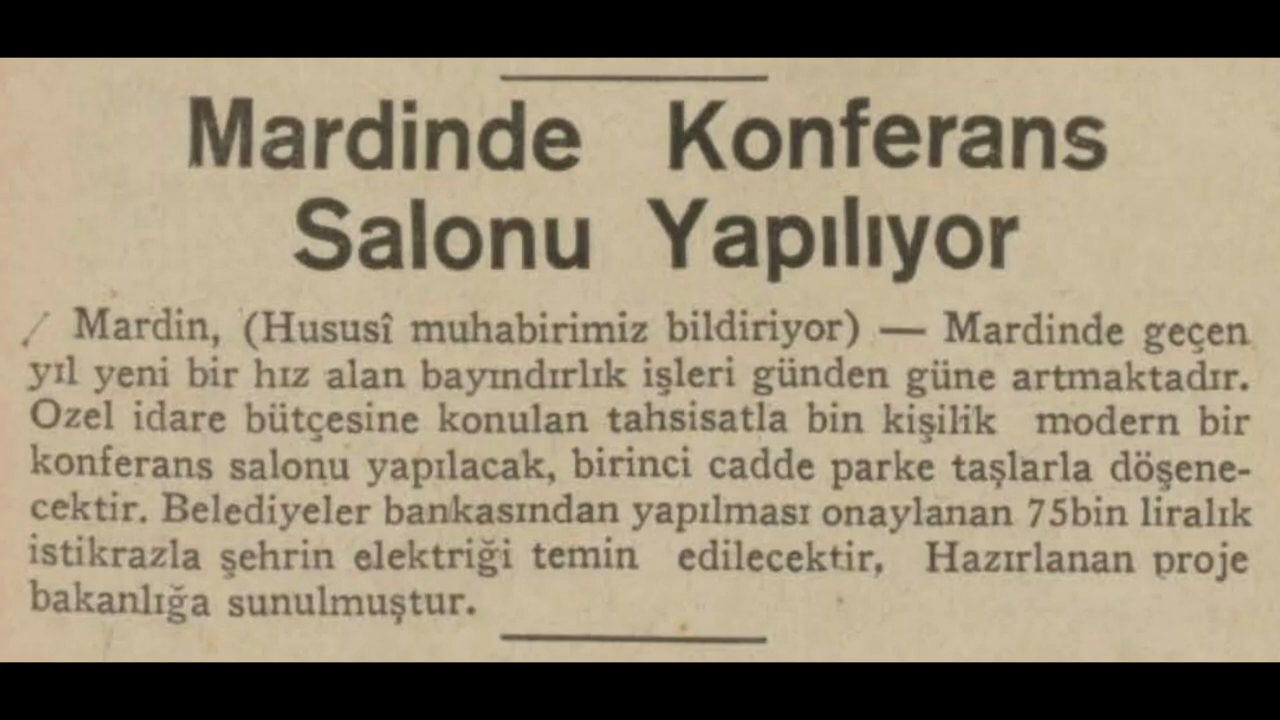 Mardinde Konferans
Salonu Yapılıyor
Mardin, (Hususî muhabirimiz bildiriyor) — Mardinde geçen
yıl yeni bir hız alan bayındırlık işleri günden güne artmaktadır.
Ozel idare bütçesine konulan tahsisatla bin kişilik modern bir
konferans salonu yapılacak, birinci cadde parke taşlarla döşene-
cektir. Belediyeler bankasından yapılması onaylanan 75bin liralık
istikrazla şehrin elektriği temin edilecektir, Hazırlanan proje
bakanlığa sunulmuştur.